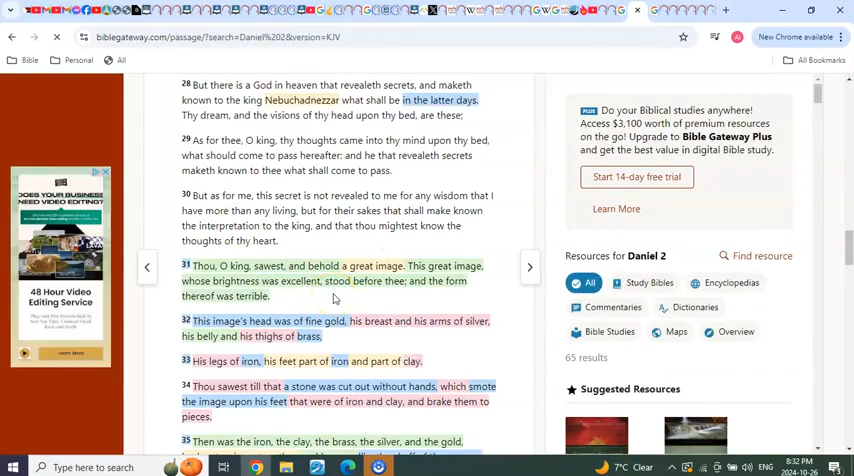 biblegateway.com/passage/?search=Daniel%202&version=KJV
AI
New Chrome available
Bible
Personal
All
All Bookmarks
28 But there is a God in heaven that revealeth secrets, and maketh
known to the king Nebuchadnezzar what shall be in the latter days.
Thy dream, and the visions of thy head upon thy bed, are these;
29
As for thee, O king, thy thoughts came into thy mind upon thy bed,
what should come to pass hereafter: and he that revealeth secrets
maketh known to thee what shall come to pass.
30 But as for me, this secret is not revealed to me for any wisdom that I
have more than any living, but for their sakes that shall make known
the interpretation to the king, and that thou mightest know the
thoughts of thy heart.
31 Thou, O king, sawest, and behold a great image. This great image,
whose brightness was excellent, stood before thee; and the form
thereof was terrible.
32 This image's head was of fine gold, his breast and his arms of silver,
his belly and his thighs of brass,
33 His legs of iron, his feet part of iron and part of clay.
34 Thou sawest till that a stone was cut out without hands, which smote
the image upon his feet that were of iron and clay, and brake them to
pieces.
35 Then was the iron, the clay, the brass, the silver, and the gold,
DOES YOUR BUSINESS
NEED VIDEO EDITING?
48 Hour Video
Editing Service
PLUS Do your Biblical studies anywhere!
Access $3,100 worth of premium resources
on the go! Upgrade to Bible Gateway Plus
and get the best value in digital Bible study.
Start 14-day free trial
Learn More
Resources for Daniel 2
Find resource
All
Study Bibles
Encyclopedias
Commentaries
Dictionaries
Bible Studies
Maps
Overview
65 results
Suggested Resources
Type here to search
7°C Clear
ENG
8:32 PM
2024-10-26
3